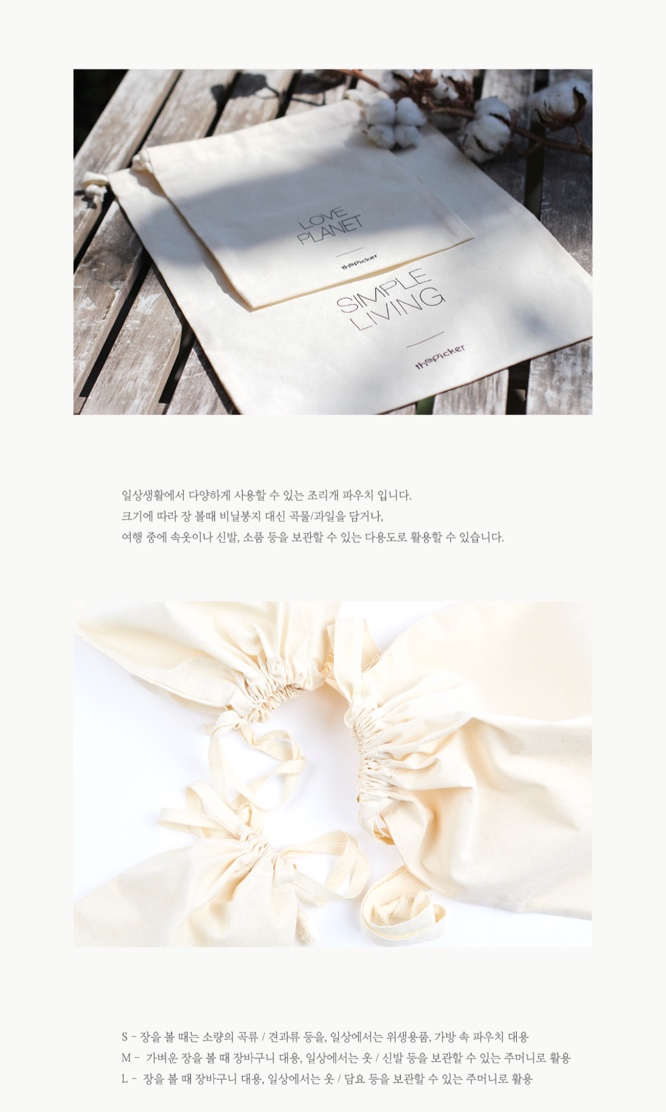 LOVE
PLANET
thepicker
SIMPLE
LIVING
thepicker
일상생활에서 다양하게 사용할 수 있는 조리개 파우치 입니다.
크기에 따라 장 볼때 비닐봉지 대신 곡물/과일을 담거나,
여행 중에 속옷이나 신발, 소품 등을 보관할 수 있는 다용도로 활용할 수 있습니다.
S - 장을 볼 때는 소량의 곡류 / 견과류 등을, 일상에서는 위생용품, 가방 속 파우치 대용
M - 가벼운 장을 볼 때 장바구니 대용, 일상에서는 옷 / 신발 등을 보관할 수 있는 주머니로 활용
L - 장을 볼 때 장바구니 대용, 일상에서는 옷 / 담요 등을 보관할 수 있는 주머니로 활용